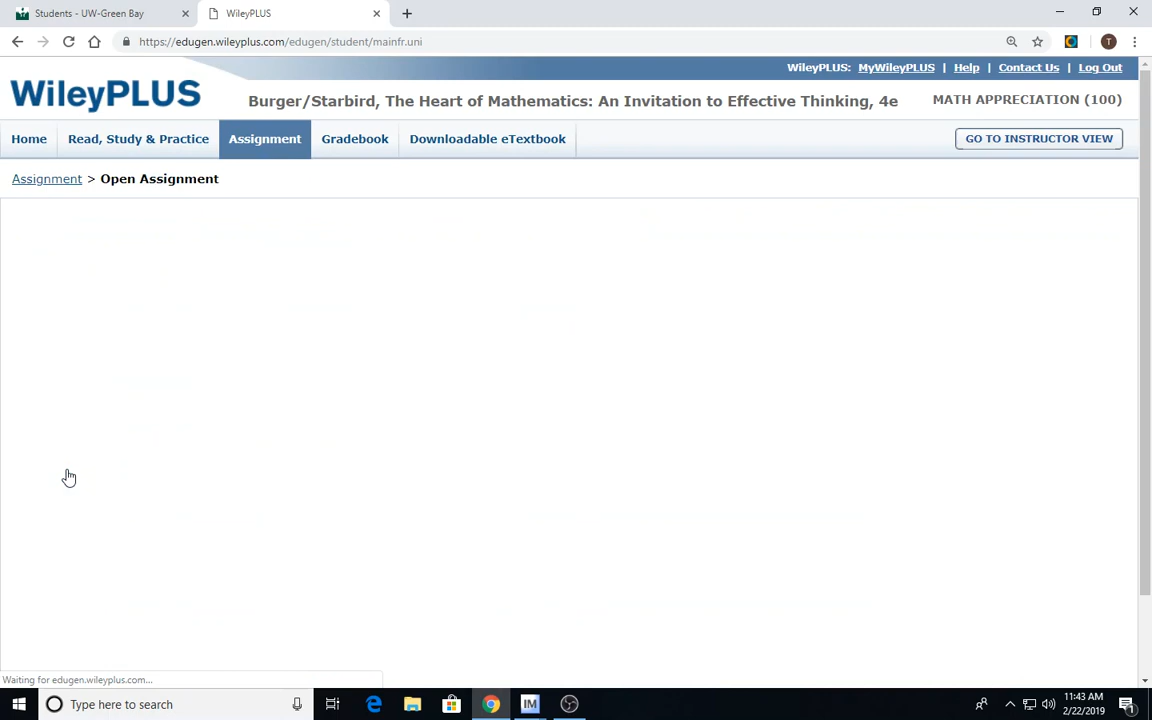 Students - UW-Green Bay
WileyPLUS
https://edugen.wileyplus.com/edugen/student/mainfr.uni
T
WileyPLUS: MyWileyPLUS | Help | Contact Us | Log Out
WileyPLUS
Burger/Starbird, The Heart of Mathematics: An Invitation to Effective Thinking, 4e
MATH APPRECIATION (100)
Home
Read, Study & Practice
Assignment
Gradebook
Downloadable eTextbook
GO TO INSTRUCTOR VIEW
Assignment > Open Assignment
Waiting for edugen.wileyplus.com...
Type here to search
IM
11:43 AM
2/22/2019
1